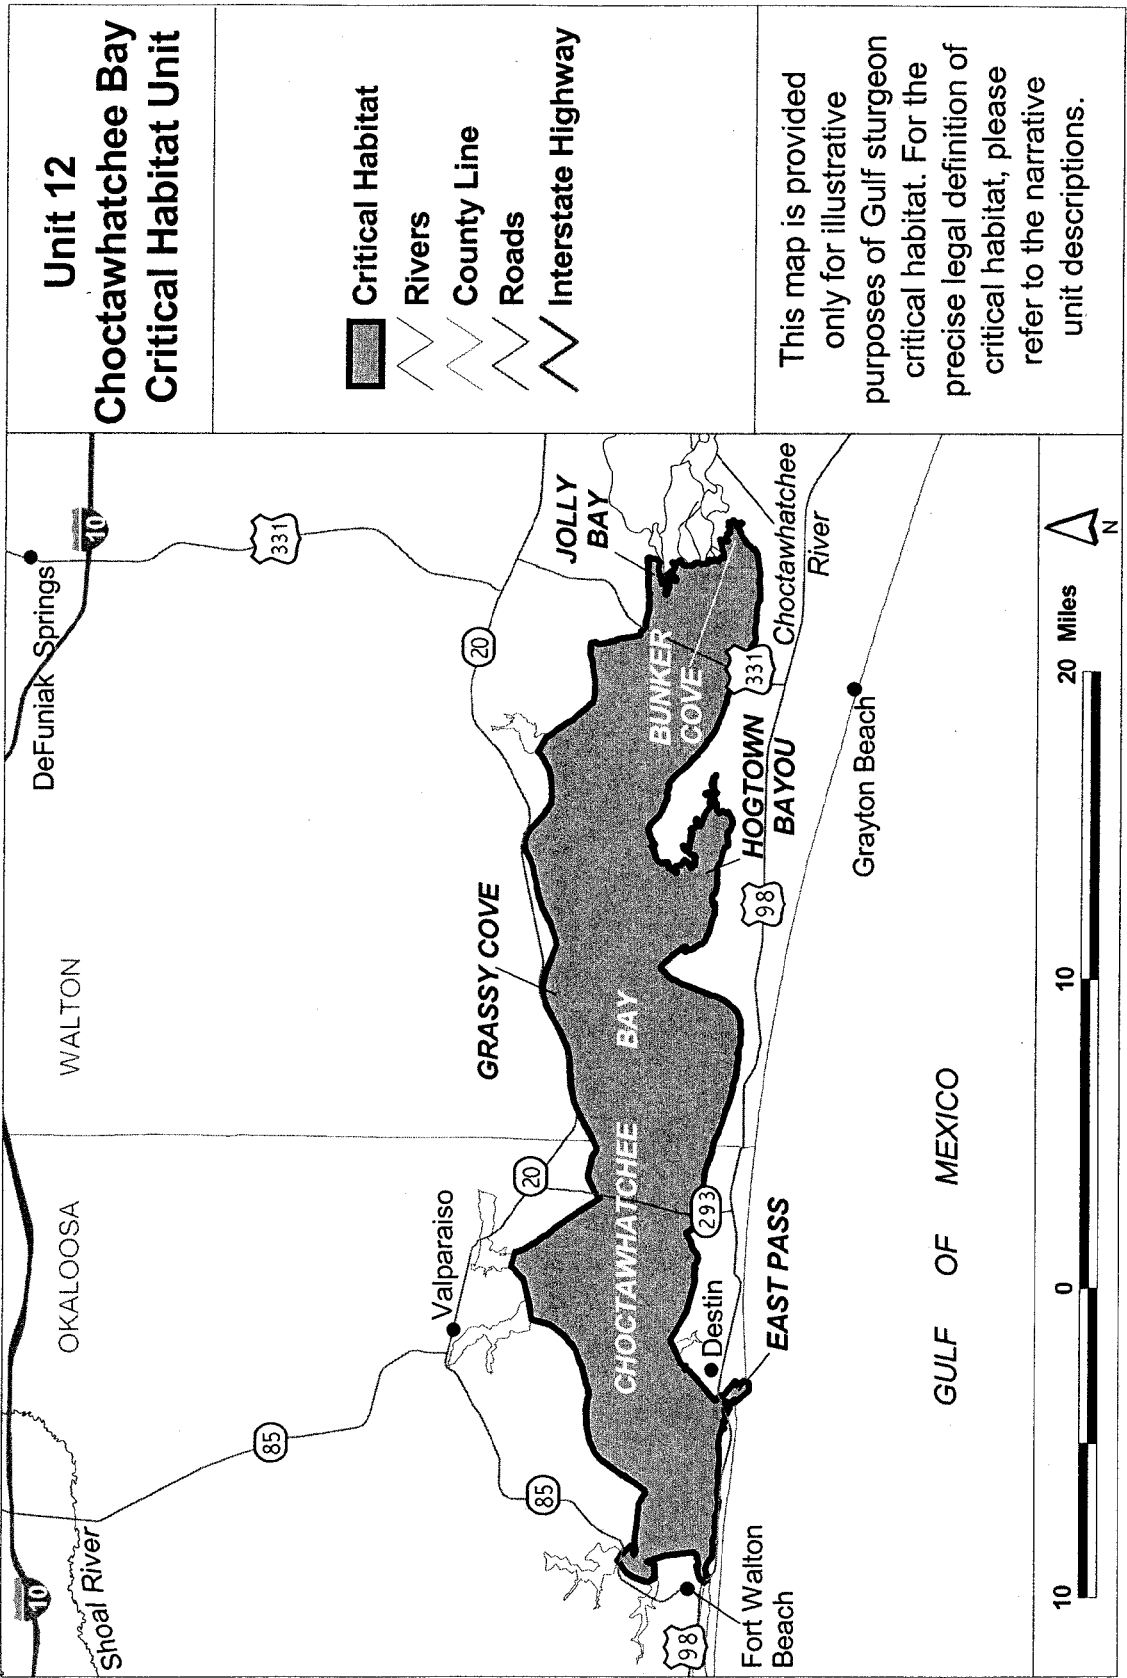 Unit 12
Choctawhatchee Bay
Critical Habitat Unit
Critical Habitat
Rivers
County Line
Roads
Interstate Highway
This map is provided
only for illustrative
purposes of Gulf sturgeon
critical habitat. For the
precise legal definition of
critical habitat, please
refer to the narrative
unit descriptions.
10
Shoal River
OKALOOSA
WALTON
DeFuniak Springs
10
85
331
Valparaiso
20
85
20
GRASSY COVE
JOLLY
BAY
CHOCTAWHATCHEE
BAY
BUNKER
COVE
Fort Walton
Beach
98
Destin
293
EAST PASS
HOGTOWN
BAYOU
98
331
Choctawhatchee
River
Grayton Beach
GULF OF MEXICO
10
0
10
20 Miles
N